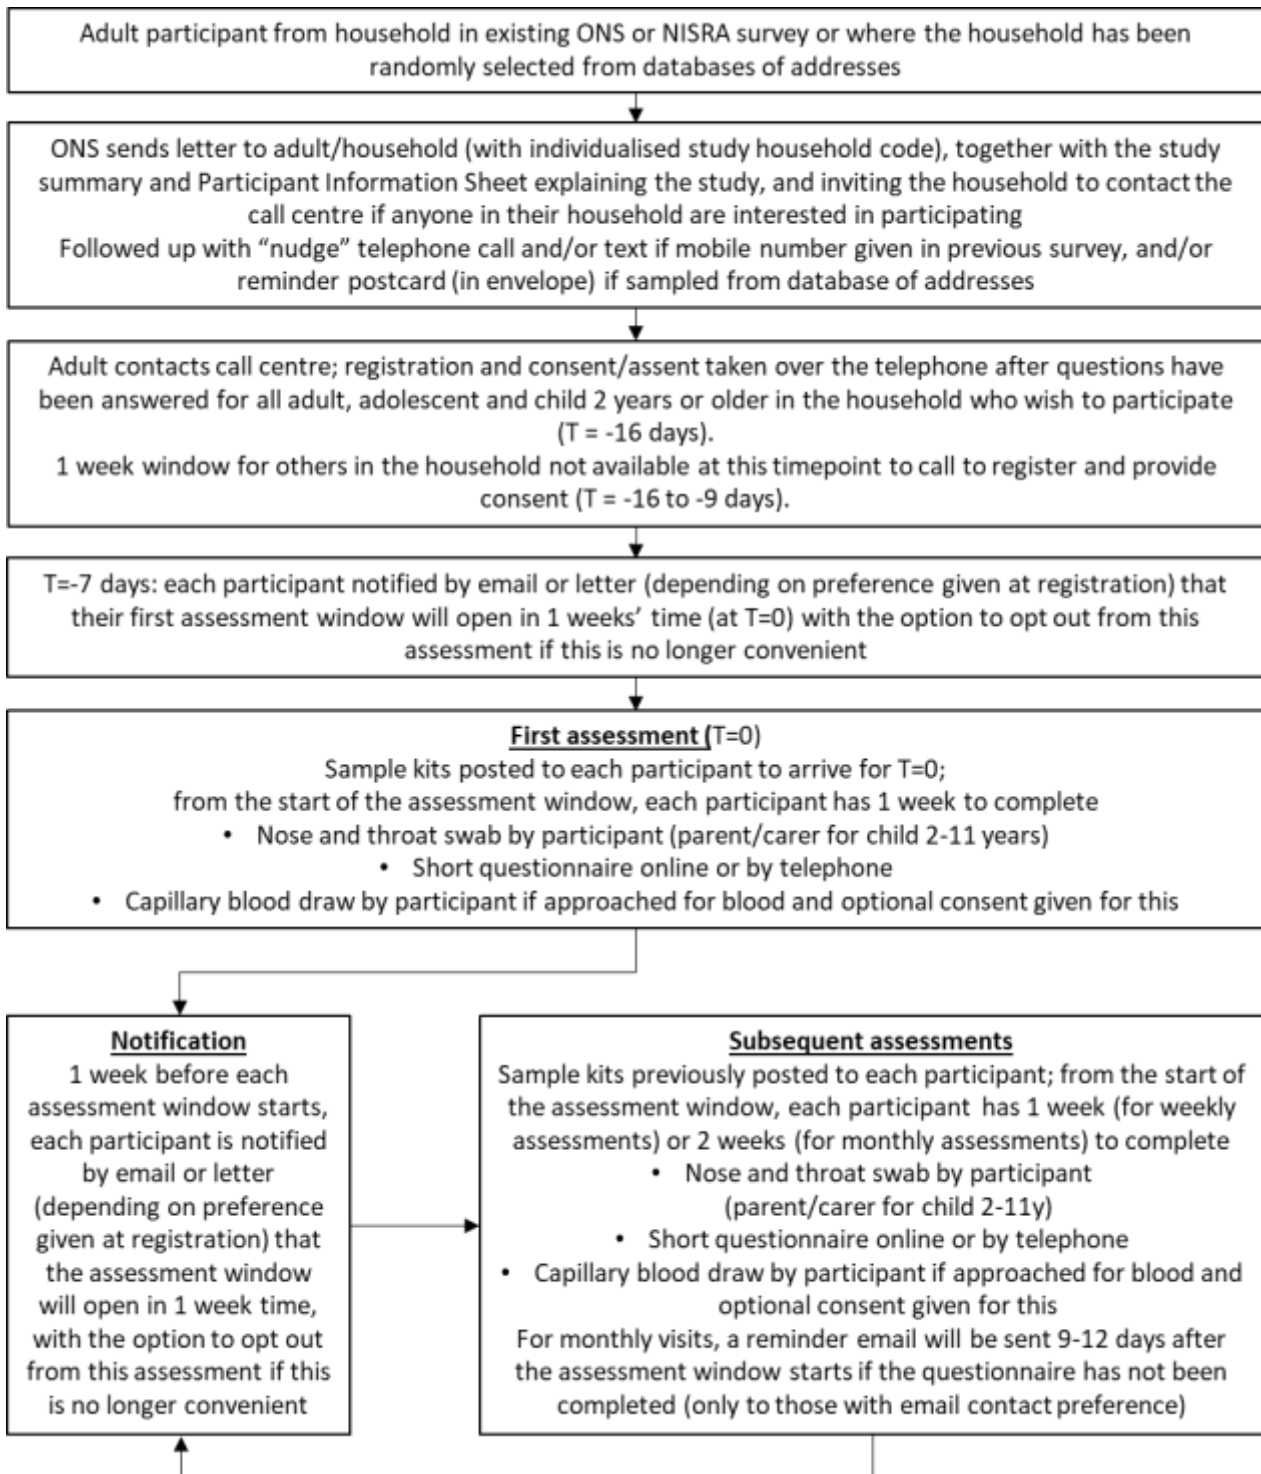 Adult participant from household in existing ONS or NISRA survey or where the household has been
randomly selected from databases of addresses
ONS sends letter to adult/household (with individualised study household code), together with the study
summary and Participant Information Sheet explaining the study, and inviting the household to contact the
call centre if anyone in their household are interested in participating
Followed up with “nudge” telephone call and/or text if mobile number given in previous survey, and/or
reminder postcard (in envelope) if sampled from database of addresses
Adult contacts call centre; registration and consent/assent taken over the telephone after questions have
been answered for all adult, adolescent and child 2 years or older in the household who wish to participate
(T = -16 days).
1 week window for others in the household not available at this timepoint to call to register and provide
consent (T = -16 to -9 days).
T=-7 days: each participant notified by email or letter (depending on preference given at registration) that
their first assessment window will open in 1 weeks’ time (at T=0) with the option to opt out from this
assessment if this is no longer convenient
First assessment (T=0)
Sample kits posted to each participant to arrive for T=0;
from the start of the assessment window, each participant has 1 week to complete
• Nose and throat swab by participant (parent/carer for child 2-11 years)
• Short questionnaire online or by telephone
• Capillary blood draw by participant if approached for blood and optional consent given for this
Notification
1 week before each
assessment window starts,
each participant is notified
by email or letter
(depending on preference
given at registration) that
the assessment window
will open in 1 week time,
with the option to opt out
from this assessment if this
is no longer convenient
Subsequent assessments
Sample kits previously posted to each participant; from the start of
the assessment window, each participant has 1 week (for weekly
assessments) or 2 weeks (for monthly assessments) to complete
• Nose and throat swab by participant
(parent/carer for child 2-11y)
• Short questionnaire online or by telephone
• Capillary blood draw by participant if approached for blood and
optional consent given for this
For monthly visits, a reminder email will be sent 9-12 days after
the assessment window starts if the questionnaire has not been
completed (only to those with email contact preference)